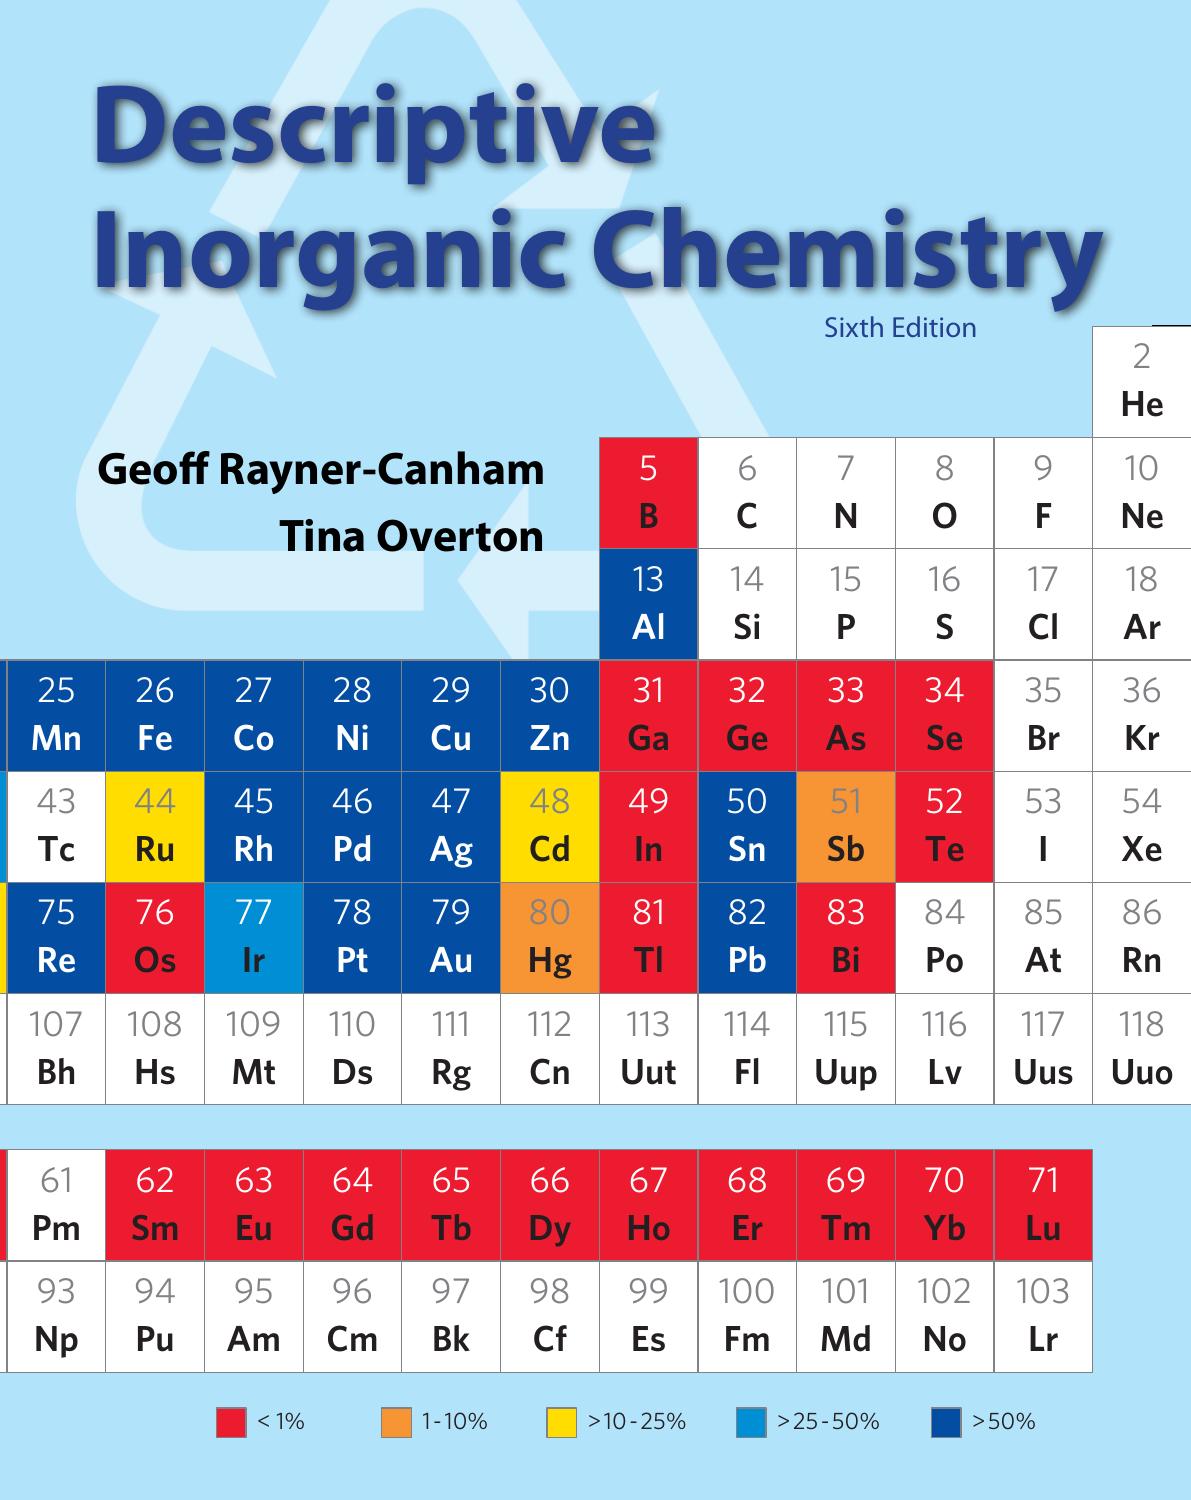 Descriptive
Inorganic Chemistry
Sixth Edition
Geoff Rayner-Canham
Tina Overton
2
He
5 6 7 8 9 10
B C N O F Ne
13 14 15 16 17 18
Al Si P S Cl Ar
25 26 27 28 29 30 31 32 33 34 35 36
Mn Fe Co Ni Cu Zn Ga Ge As Se Br Kr
43 44 45 46 47 48 49 50 51 52 53 54
Tc Ru Rh Pd Ag Cd In Sn Sb Te I Xe
75 76 77 78 79 80 81 82 83 84 85 86
Re Os Ir Pt Au Hg Tl Pb Bi Po At Rn
107 108 109 110 111 112 113 114 115 116 117 118
Bh Hs Mt Ds Rg Cn Uut Fl Uup Lv Uus Uuo
61 62 63 64 65 66 67 68 69 70 71
Pm Sm Eu Gd Tb Dy Ho Er Tm Yb Lu
93 94 95 96 97 98 99 100 101 102 103
Np Pu Am Cm Bk Cf Es Fm Md No Lr
< 1% 1-10% >10-25% >25-50% >50%